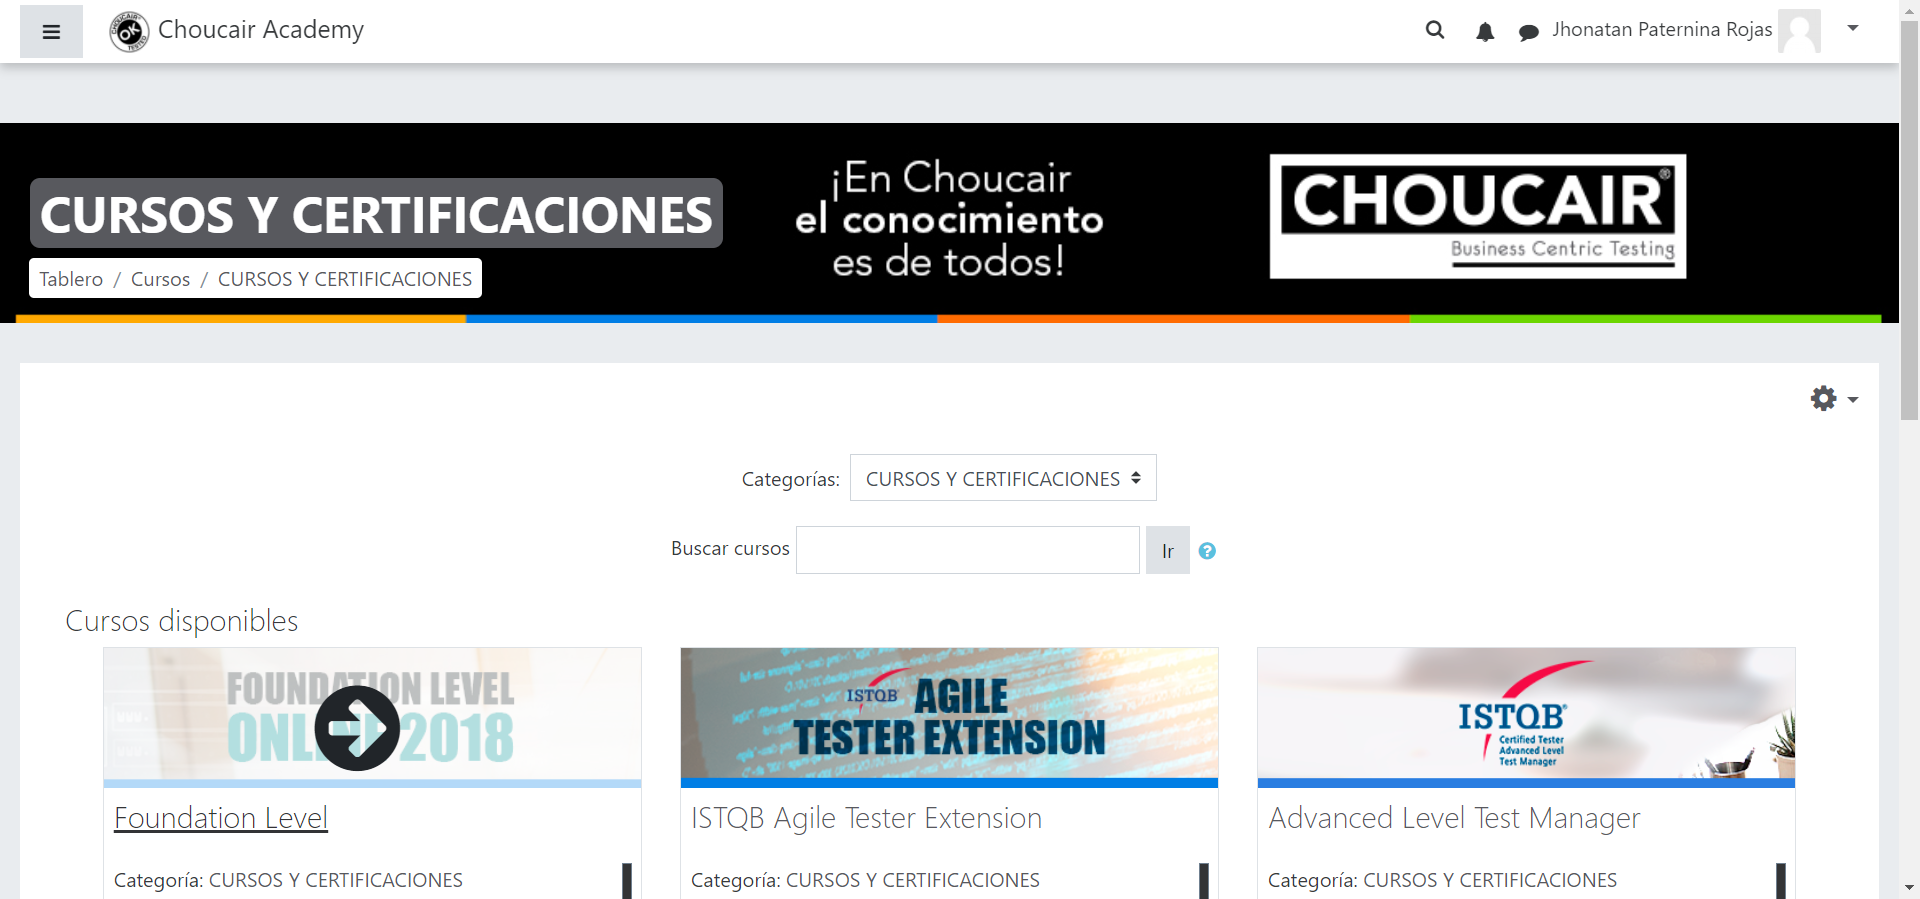 Choucair Academy
Jhonatan Paternina Rojas
CURSOS Y CERTIFICACIONES
Tablero / Cursos / CURSOS Y CERTIFICACIONES
¡En Choucair
el conocimiento
es de todos!
CHOUCAIR®
Business Centric Testing
Categorías: CURSOS Y CERTIFICACIONES
Buscar cursos Ir
Cursos disponibles
FOUNDATION LEVEL
2018
Foundation Level
Categoría: CURSOS Y CERTIFICACIONES
ISTQB AGILE
TESTER EXTENSION
ISTQB Agile Tester Extension
Categoría: CURSOS Y CERTIFICACIONES
ISTQB®
Certified Tester
Advanced Level
Test Manager
Advanced Level Test Manager
Categoría: CURSOS Y CERTIFICACIONES